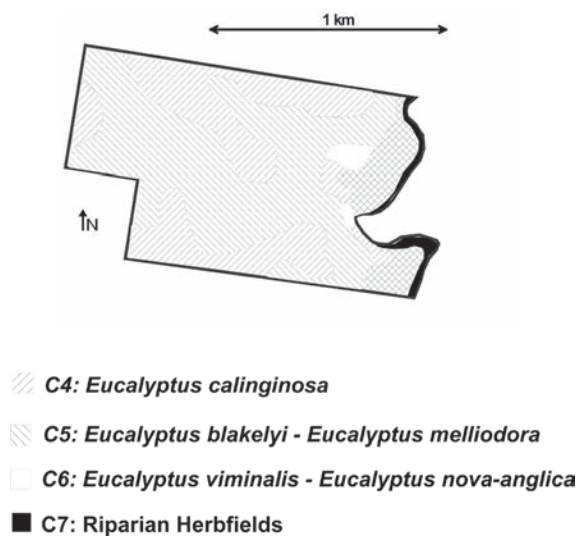 1 km
N
C4: Eucalyptus calinginosa
C5: Eucalyptus blakelyi - Eucalyptus melliodora
C6: Eucalyptus viminalis - Eucalyptus nova-anglica
C7: Riparian Herbfields